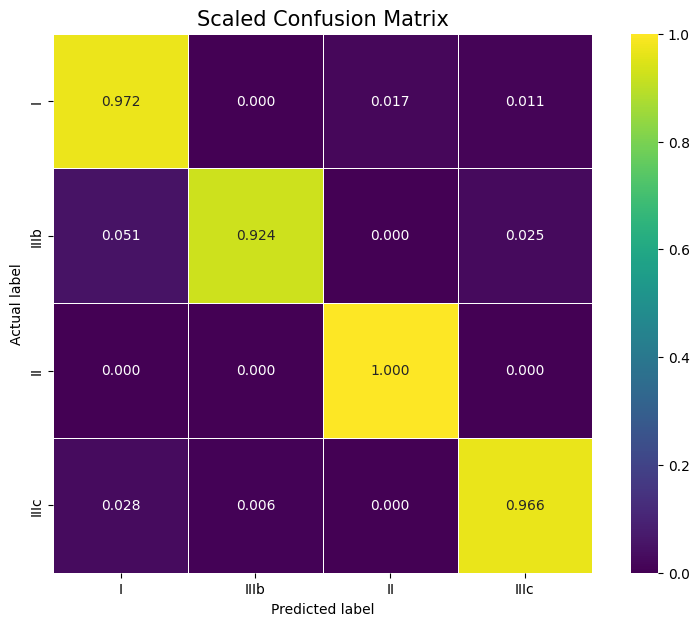 Scaled Confusion Matrix
1.0
I
0.972
0.000
0.017
0.011
0.8
IIIb
0.051
0.924
0.000
0.025
0.6
Actual label
II
0.000
0.000
1.000
0.000
0.4
IIIc
0.028
0.006
0.000
0.966
0.2
0.0
I
IIIb
II
IIIc
Predicted label